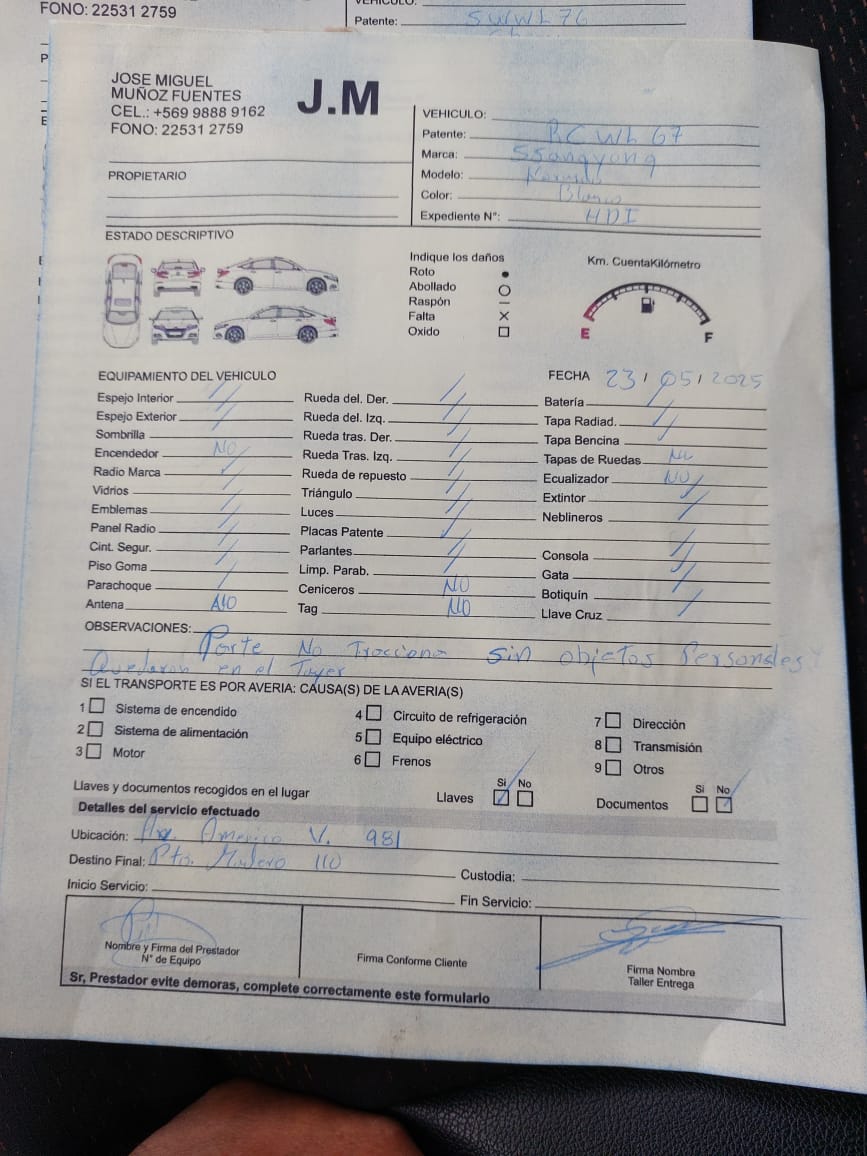 FONO: 22531 2759
VEHICULO:
Patente: SWWL 76
JOSE MIGUEL
MUÑOZ FUENTES
CEL.: +569 9888 9162
FONO: 22531 2759
J.M
VEHICULO:
Patente: RCWL 67
Marca: Ssangyong
Modelo:
Color: Blanco
Expediente N°: HDI
PROPIETARIO
ESTADO DESCRIPTIVO
Indique los daños
Roto
Abollado
Raspón
Falta
Oxido
Km. CuentaKilómetro
E
F
EQUIPAMIENTO DEL VEHICULO
FECHA 23/05/2025
Espejo Interior
Espejo Exterior
Sombrilla
Encendedor NO
Radio Marca
Vidrios
Emblemas
Panel Radio
Cint. Segur.
Piso Goma
Parachoque
Antena NO
Rueda del. Der.
Rueda del. Izq.
Rueda tras. Der.
Rueda Tras. Izq.
Rueda de repuesto
Triángulo
Luces
Placas Patente
Parlantes
Limp. Parab.
Ceniceros NO
Tag NO
Batería
Tapa Radiad.
Tapa Bencina
Tapas de Ruedas NO
Ecualizador NO
Extintor
Neblineros
Consola
Gata
Botiquín
Llave Cruz
OBSERVACIONES: Parte No Tracciona Sin objetos Personales
Quedaron en el Taller
SI EL TRANSPORTE ES POR AVERIA: CAUSA(S) DE LA AVERIA(S)
1 Sistema de encendido
2 Sistema de alimentación
3 Motor
4 Circuito de refrigeración
5 Equipo eléctrico
6 Frenos
7 Dirección
8 Transmisión
9 Otros
Llaves y documentos recogidos en el lugar
Llaves Si No
Documentos Si No
Detalles del servicio efectuado
Ubicación: Av. Americo V. 981
Destino Final: Pto. Madero 110
Custodia:
Inicio Servicio:
Fin Servicio:
Nombre y Firma del Prestador
N° de Equipo
Firma Conforme Cliente
Firma Nombre
Taller Entrega
Sr, Prestador evite demoras, complete correctamente este formulario